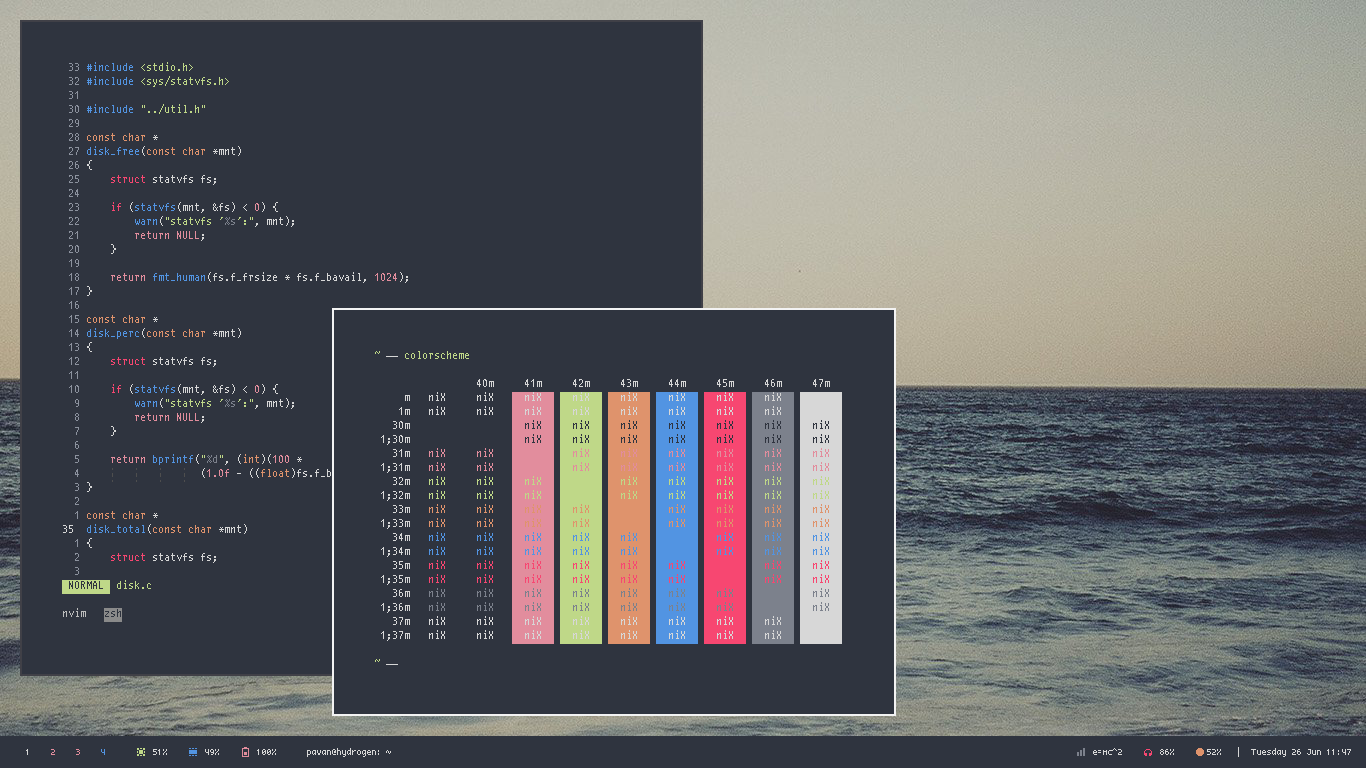 33 #include <stdio.h>
32 #include <sys/statvfs.h>
31
30 #include "../util.h"
29
28 const char *
27 disk_free(const char *mnt)
26 {
25     struct statvfs fs;
24
23     if (statvfs(mnt, &fs) < 0) {
22         warn("statvfs '%s':", mnt);
21         return NULL;
20     }
19
18     return fmt_human(fs.f_frsize * fs.f_bavail, 1024);
17 }
16
15 const char *
14 disk_perc(const char *mnt)
13 {
12     struct statvfs fs;
11
10     if (statvfs(mnt, &fs) < 0) {
9         warn("statvfs '%s':", mnt);
8         return NULL;
7     }
6
5     return bprintf("%d", (int)(100 *
4     ¦   ¦   ¦   ¦  (1.0f - ((float)fs.f_b
3 }
2
1 const char *
35 disk_total(const char *mnt)
1 {
2     struct statvfs fs;
3
NORMAL disk.c
nvim zsh
~ — colorscheme
40m 41m 42m 43m 44m 45m 46m 47m
m niX niX niX niX niX niX niX niX
1m niX niX niX niX niX niX niX niX
30m niX niX niX niX niX niX niX
1;30m niX niX niX niX niX niX niX
31m niX niX niX niX niX niX niX niX
1;31m niX niX niX niX niX niX niX niX
32m niX niX niX niX niX niX niX niX
1;32m niX niX niX niX niX niX niX niX
33m niX niX niX niX niX niX niX niX
1;33m niX niX niX niX niX niX niX niX
34m niX niX niX niX niX niX niX niX
1;34m niX niX niX niX niX niX niX niX
35m niX niX niX niX niX niX niX niX
1;35m niX niX niX niX niX niX niX niX
36m niX niX niX niX niX niX niX niX
1;36m niX niX niX niX niX niX niX niX
37m niX niX niX niX niX niX niX niX
1;37m niX niX niX niX niX niX niX niX
~ —
1 2 3 4 51% 49% 100% pavan@hydrogen: ~ e=mc^2 86% 52% | Tuesday 26 Jun 11:47